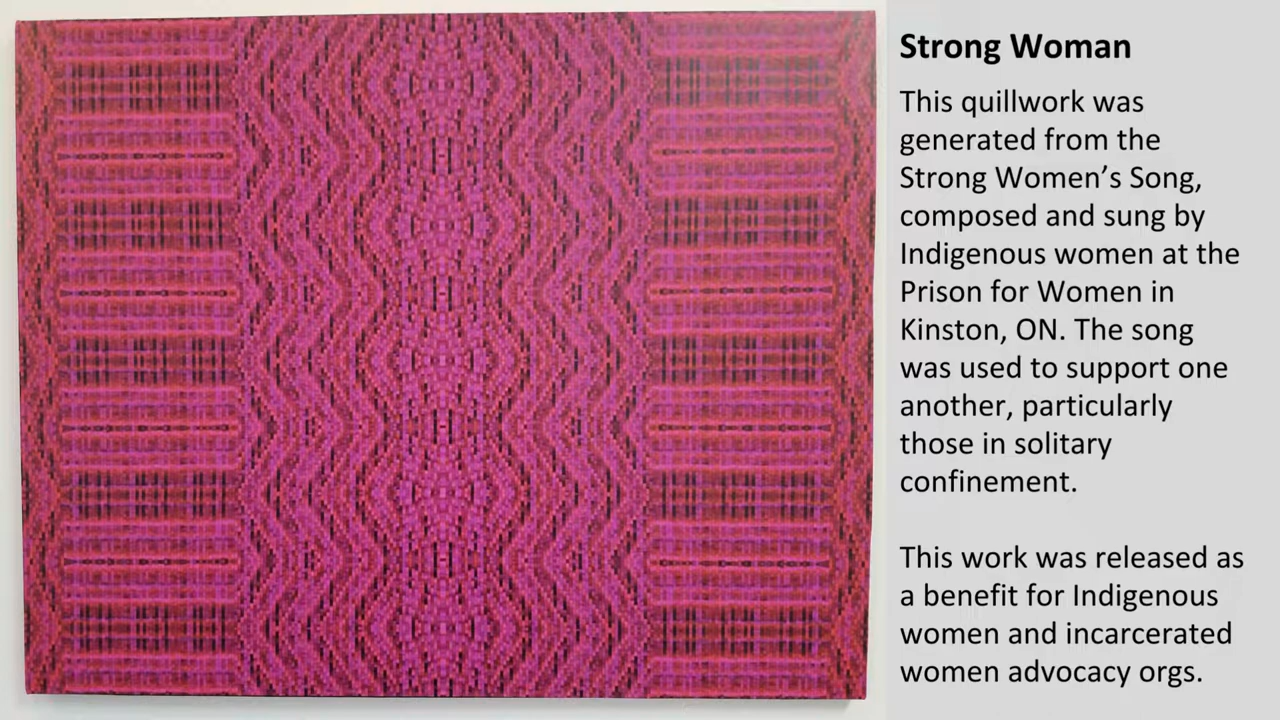 Strong Woman
This quillwork was
generated from the
Strong Women’s Song,
composed and sung by
Indigenous women at the
Prison for Women in
Kinston, ON. The song
was used to support one
another, particularly
those in solitary
confinement.
This work was released as
a benefit for Indigenous
women and incarcerated
women advocacy orgs.